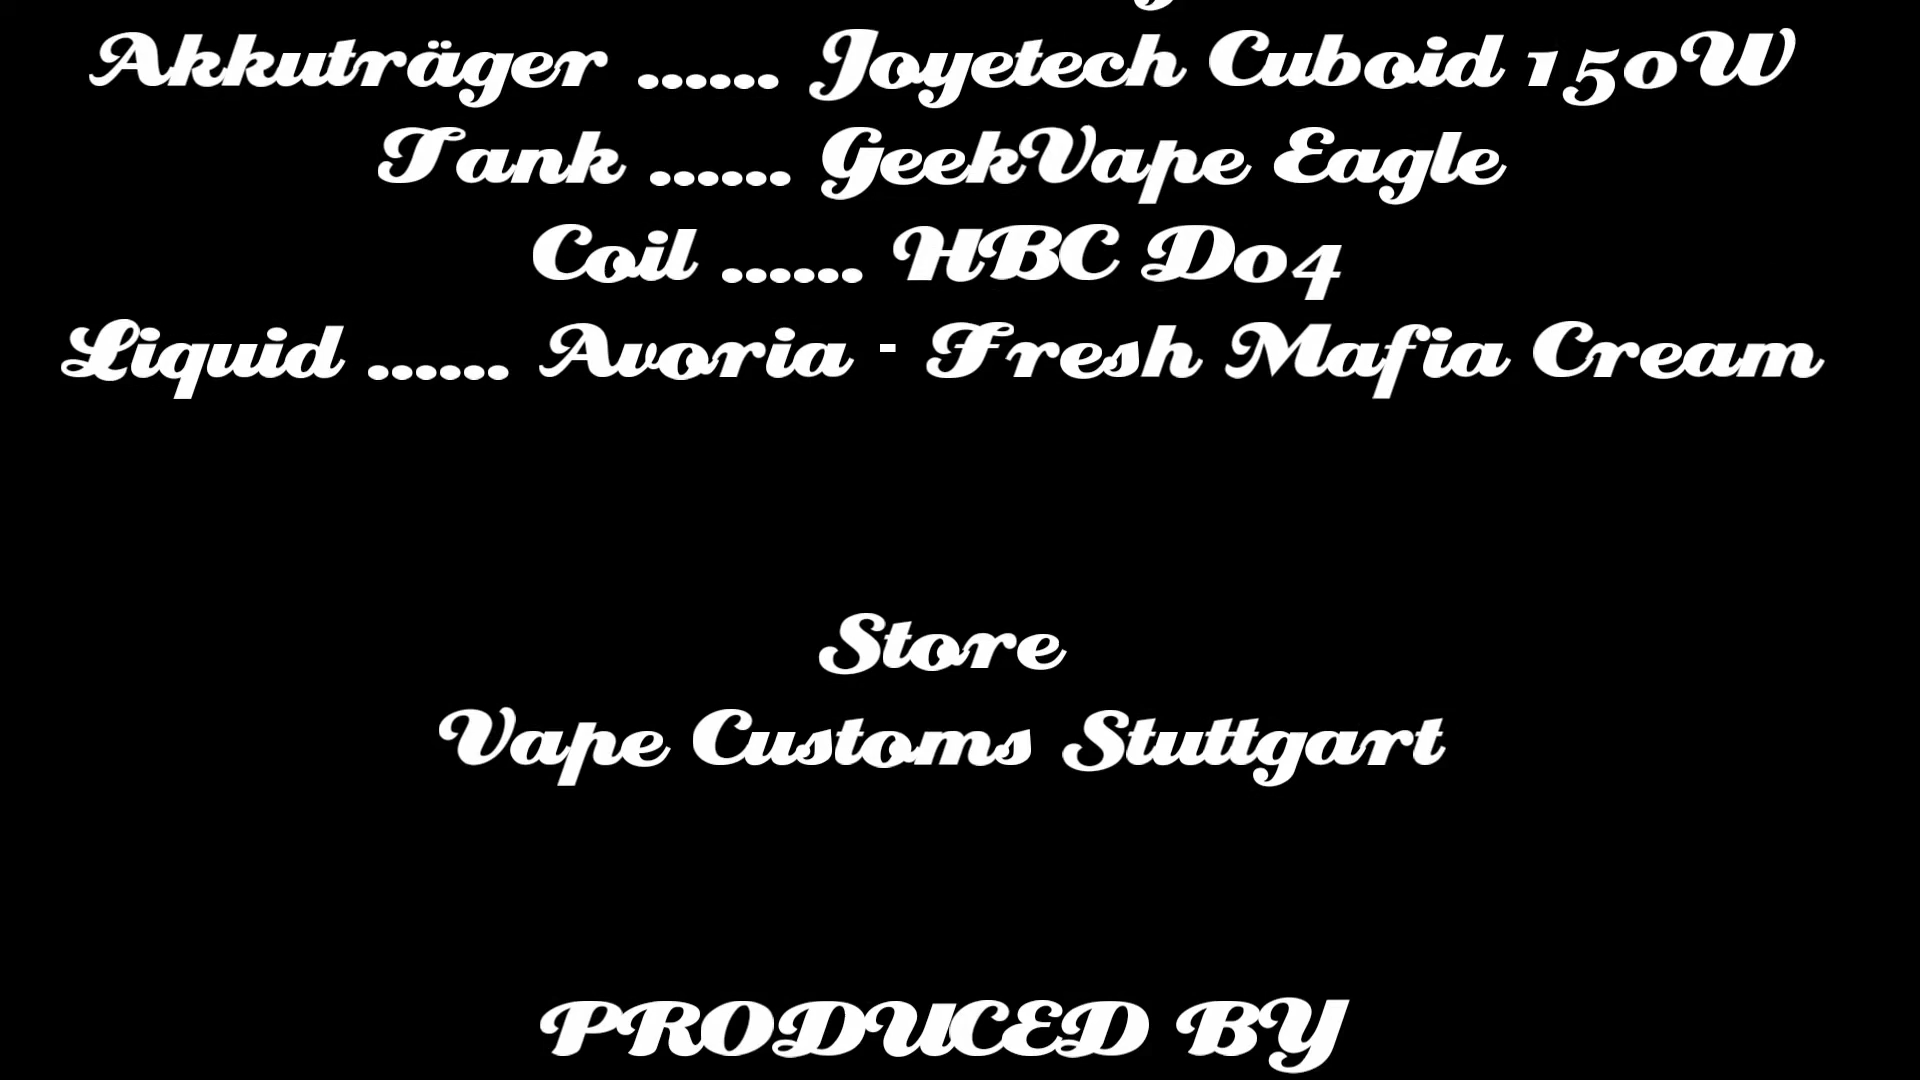 Akkuträger ...... Joyetech Cuboid 150W
Tank ...... GeekVape Eagle
Coil ...... HBC D04
Liquid ...... Avoria - Fresh Mafia Cream
Store
Vape Customs Stuttgart
PRODUCED BY